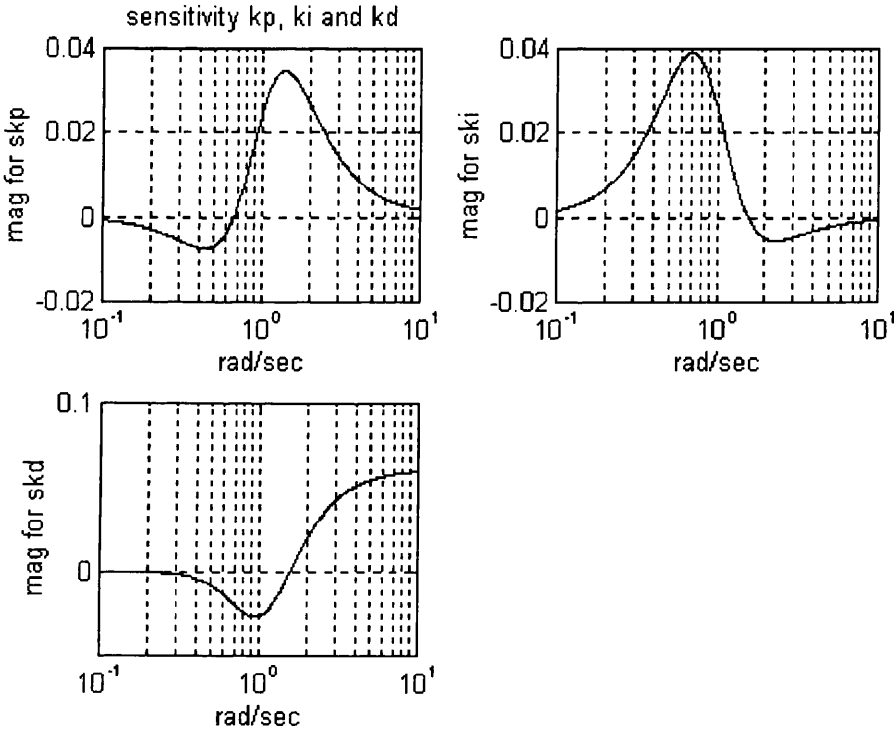 sensitivity kp, ki and kd
0.04
0.02
0
-0.02
mag for skp
10^-1
10^0
10^1
rad/sec
0.04
0.02
0
-0.02
mag for ski
10^-1
10^0
10^1
rad/sec
0.1
0
mag for skd
10^-1
10^0
10^1
rad/sec